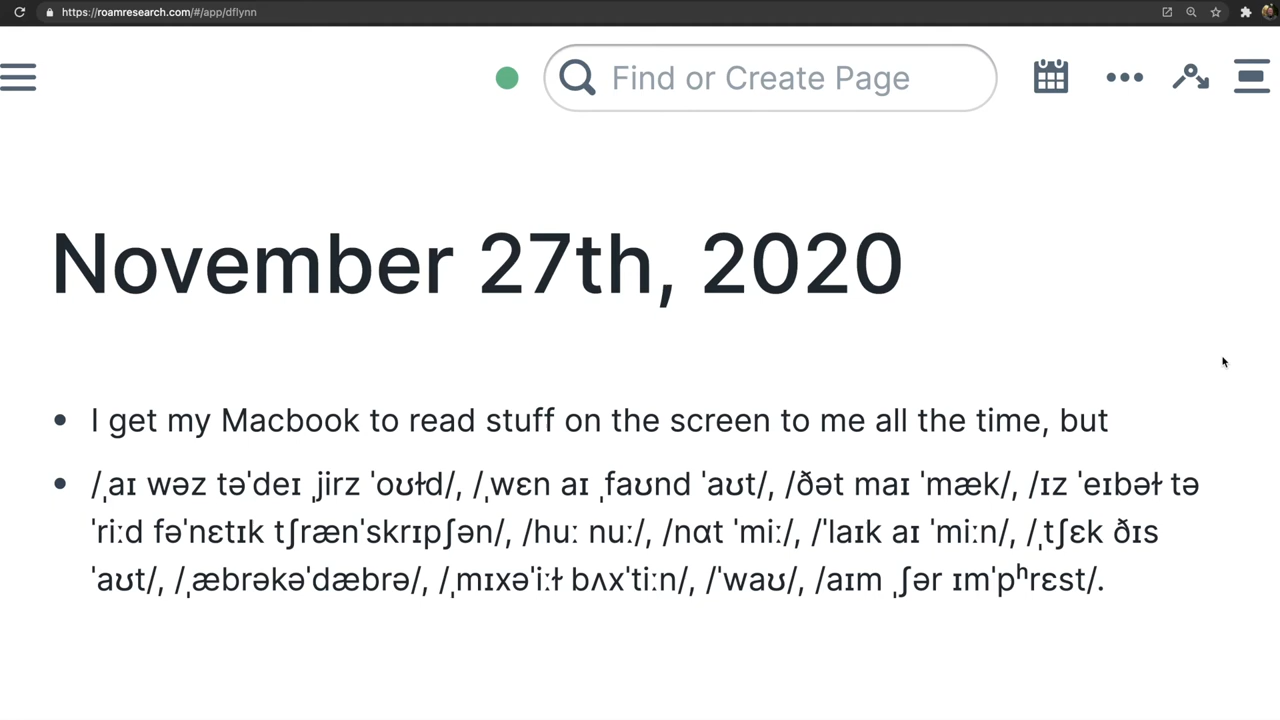 https://roamresearch.com/#/app/dflynn
Find or Create Page
November 27th, 2020
I get my Macbook to read stuff on the screen to me all the time, but
/ˌaɪ wəz təˈdeɪ ˌjirz ˈoʊɫd/, /ˌwɛn aɪ ˌfaʊnd ˈaʊt/, /ðət maɪ ˈmæk/, /ɪz ˈeɪbəɫ tə
ˈriːd fəˈnɛtɪk tʃrænˈskrɪpʃən/, /huː nuː/, /nɑt ˈmiː/, /ˈlaɪk aɪ ˈmiːn/, /ˌtʃɛk ðɪs
ˈaʊt/, /ˌæbrəkəˈdæbrə/, /ˌmɪxəˈiːɫ bʌxˈtiːn/, /ˈwaʊ/, /aɪm ˌʃər ɪmˈpʰrɛst/.